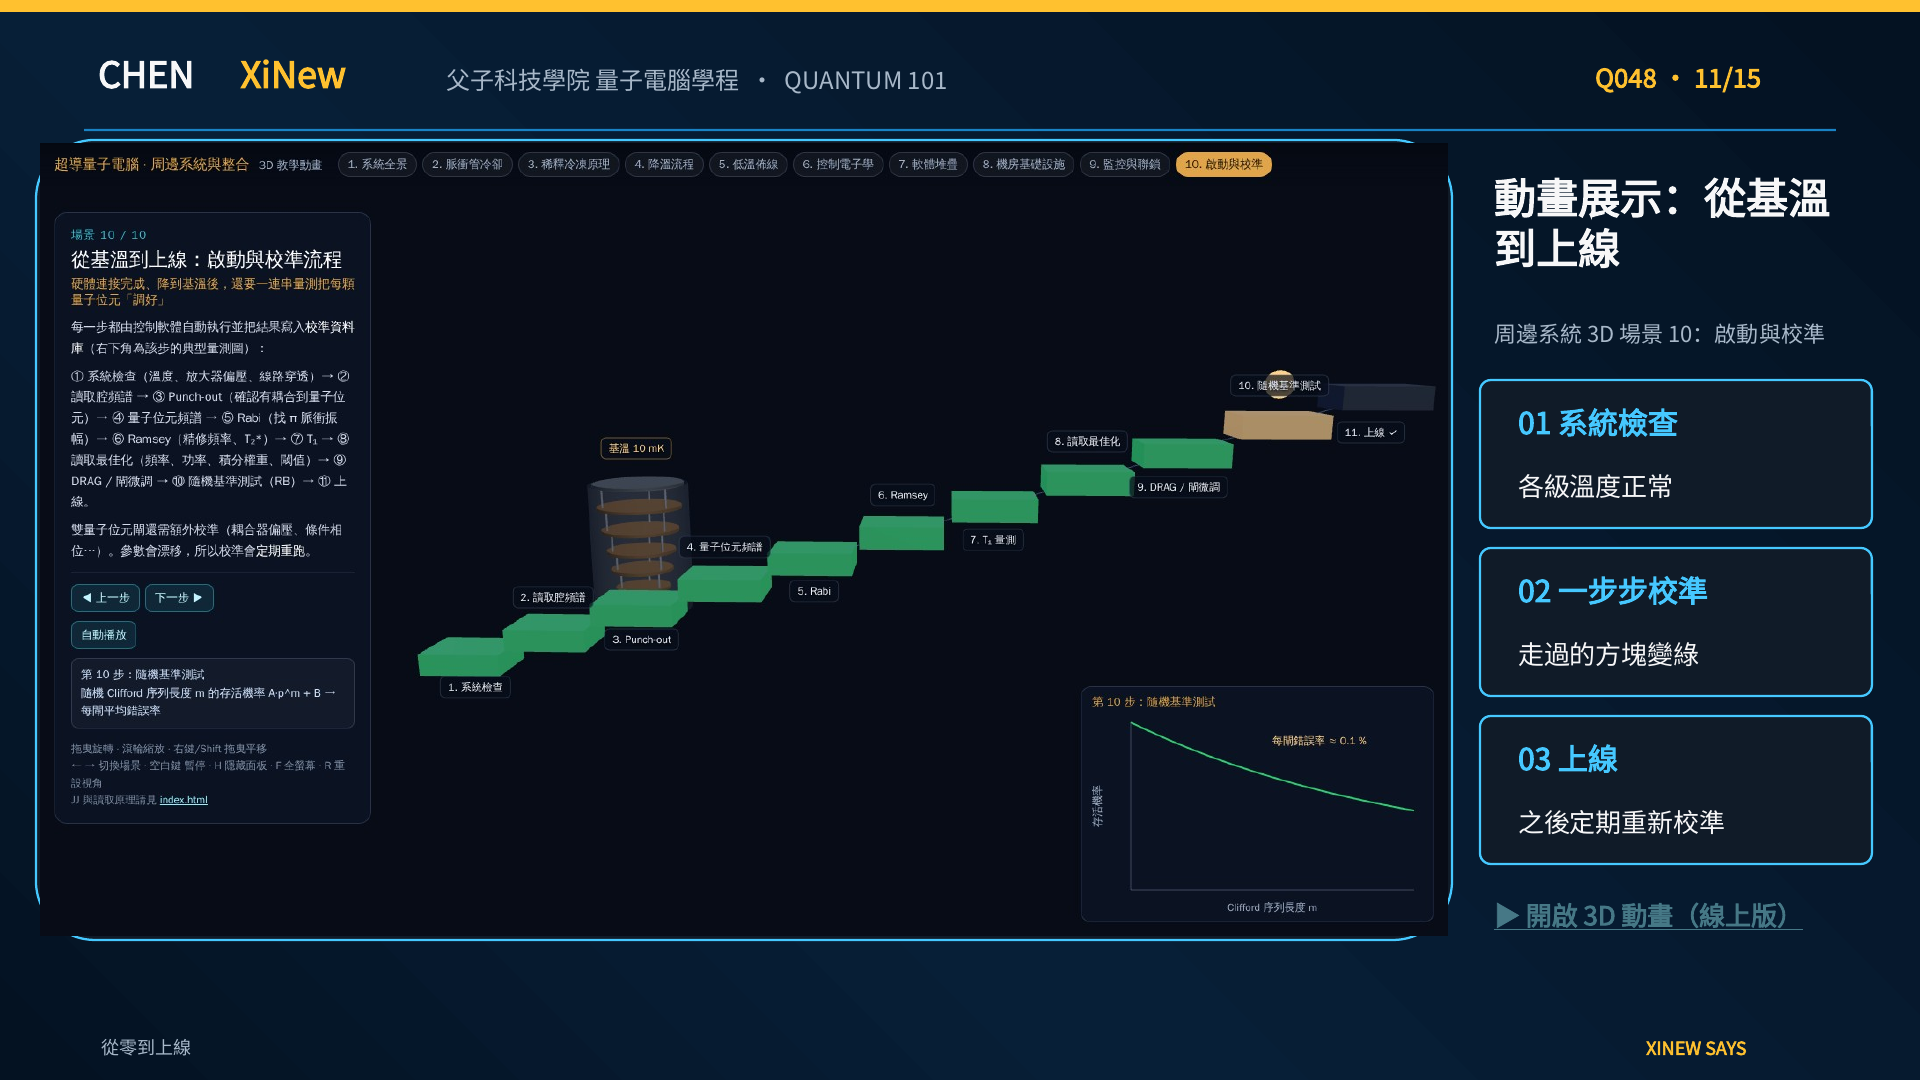 CHEN XiNew 父子科技學院 量子電腦學程 • QUANTUM 101 Q048 • 11/15
超導量子電腦 · 周邊系統與整合 3D 教學動畫 1. 系統全景 2. 脈衝管冷卻 3. 稀釋冷凍原理 4. 降溫流程 5. 低溫佈線 6. 控制電子學 7. 軟體堆疊 8. 機房基礎設施 9. 監控與聯鎖 10. 啟動與校準
場景 10 / 10
從基溫到上線：啟動與校準流程
硬體連接完成、降到基溫後，還要一連串量測把每顆
量子位元「調好」
每一步都由控制軟體自動執行並把結果寫入校準資料
庫（右下角為該步的典型量測圖）：
① 系統檢查（溫度、放大器偏壓、線路穿透）→ ②
讀取腔頻譜 → ③ Punch-out（確認有耦合到量子位
元）→ ④ 量子位元頻譜 → ⑤ Rabi（找 π 脈衝振
幅）→ ⑥ Ramsey（精修頻率、T₂*）→ ⑦ T₁ → ⑧
讀取最佳化（頻率、功率、積分權重、閾值）→ ⑨
DRAG / 閘微調 → ⑩ 隨機基準測試（RB）→ ⑪ 上
線。
雙量子位元閘還需額外校準（耦合器偏壓、條件相
位…）。參數會漂移，所以校準會定期重跑。
◀ 上一步 下一步 ▶
自動播放
第 10 步：隨機基準測試
隨機 Clifford 序列長度 m 的存活機率 A·p^m + B →
每閘平均錯誤率
拖曳旋轉 · 滾輪縮放 · 右鍵/Shift 拖曳平移
← → 切換場景 · 空白鍵 暫停 · H 隱藏面板 · F 全螢幕 · R 重
設視角
JJ 與讀取原理請見 index.html
基溫 10 mK
1. 系統檢查
2. 讀取腔頻譜
3. Punch-out
4. 量子位元頻譜
5. Rabi
6. Ramsey
7. T₁ 量測
8. 讀取最佳化
9. DRAG / 閘微調
10. 隨機基準測試
11. 上線 ✓
第 10 步：隨機基準測試
每閘錯誤率 ≈ 0.1 %
存活機率
Clifford 序列長度 m
動畫展示：從基溫
到上線
周邊系統 3D 場景 10：啟動與校準
01 系統檢查
各級溫度正常
02 一步步校準
走過的方塊變綠
03 上線
之後定期重新校準
▶ 開啟 3D 動畫（線上版）
從零到上線
XINEW SAYS